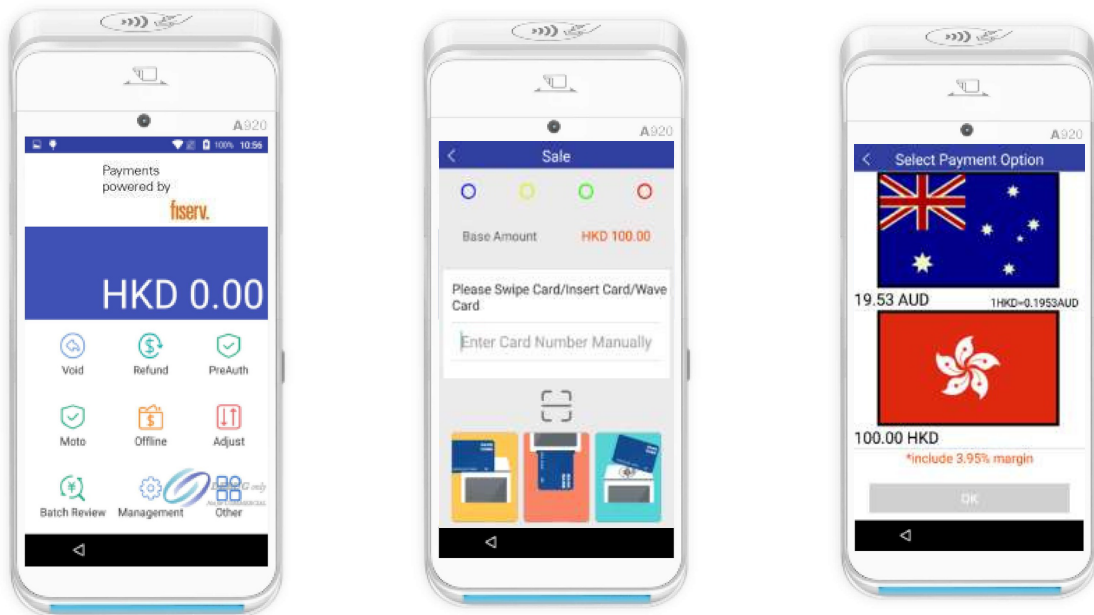 A920
100% 10:56
Payments
powered by
fiserv.
HKD 0.00
Void Refund PreAuth
Moto Offline Adjust
Batch Review Management Other
A920
Sale
Base Amount HKD 100.00
Please Swipe Card/Insert Card/Wave
Card
Enter Card Number Manually
A920
Select Payment Option
19.53 AUD 1HKD=0.1953AUD
100.00 HKD
*include 3.95% margin
OK